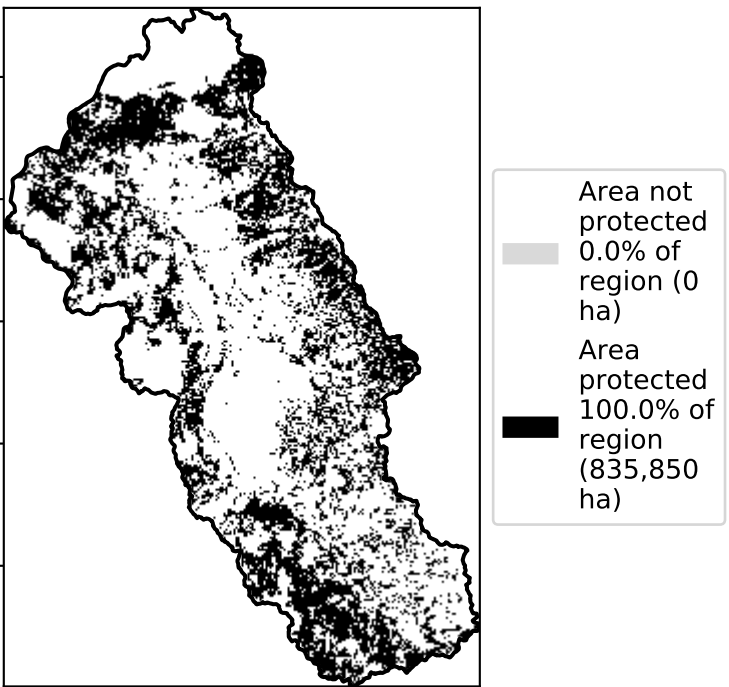 Area not
protected
0.0% of
region (0
ha)
Area
protected
100.0% of
region
(835,850
ha)